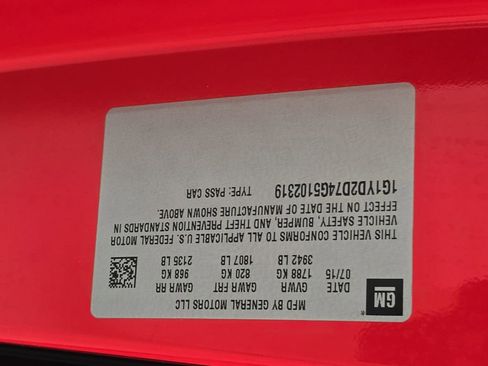 GM
MFD BY GENERAL MOTORS LLC
DATE GVWR GAWR FRT GAWR RR
07/15 1788 KG 820 KG 968 KG
3942 LB 1807 LB 2135 LB
THIS VEHICLE CONFORMS TO ALL APPLICABLE U.S. FEDERAL MOTOR
VEHICLE SAFETY, BUMPER, AND THEFT PREVENTION STANDARDS IN
EFFECT ON THE DATE OF MANUFACTURE SHOWN ABOVE.
1G1YD2D74G5102319 TYPE: PASS CAR